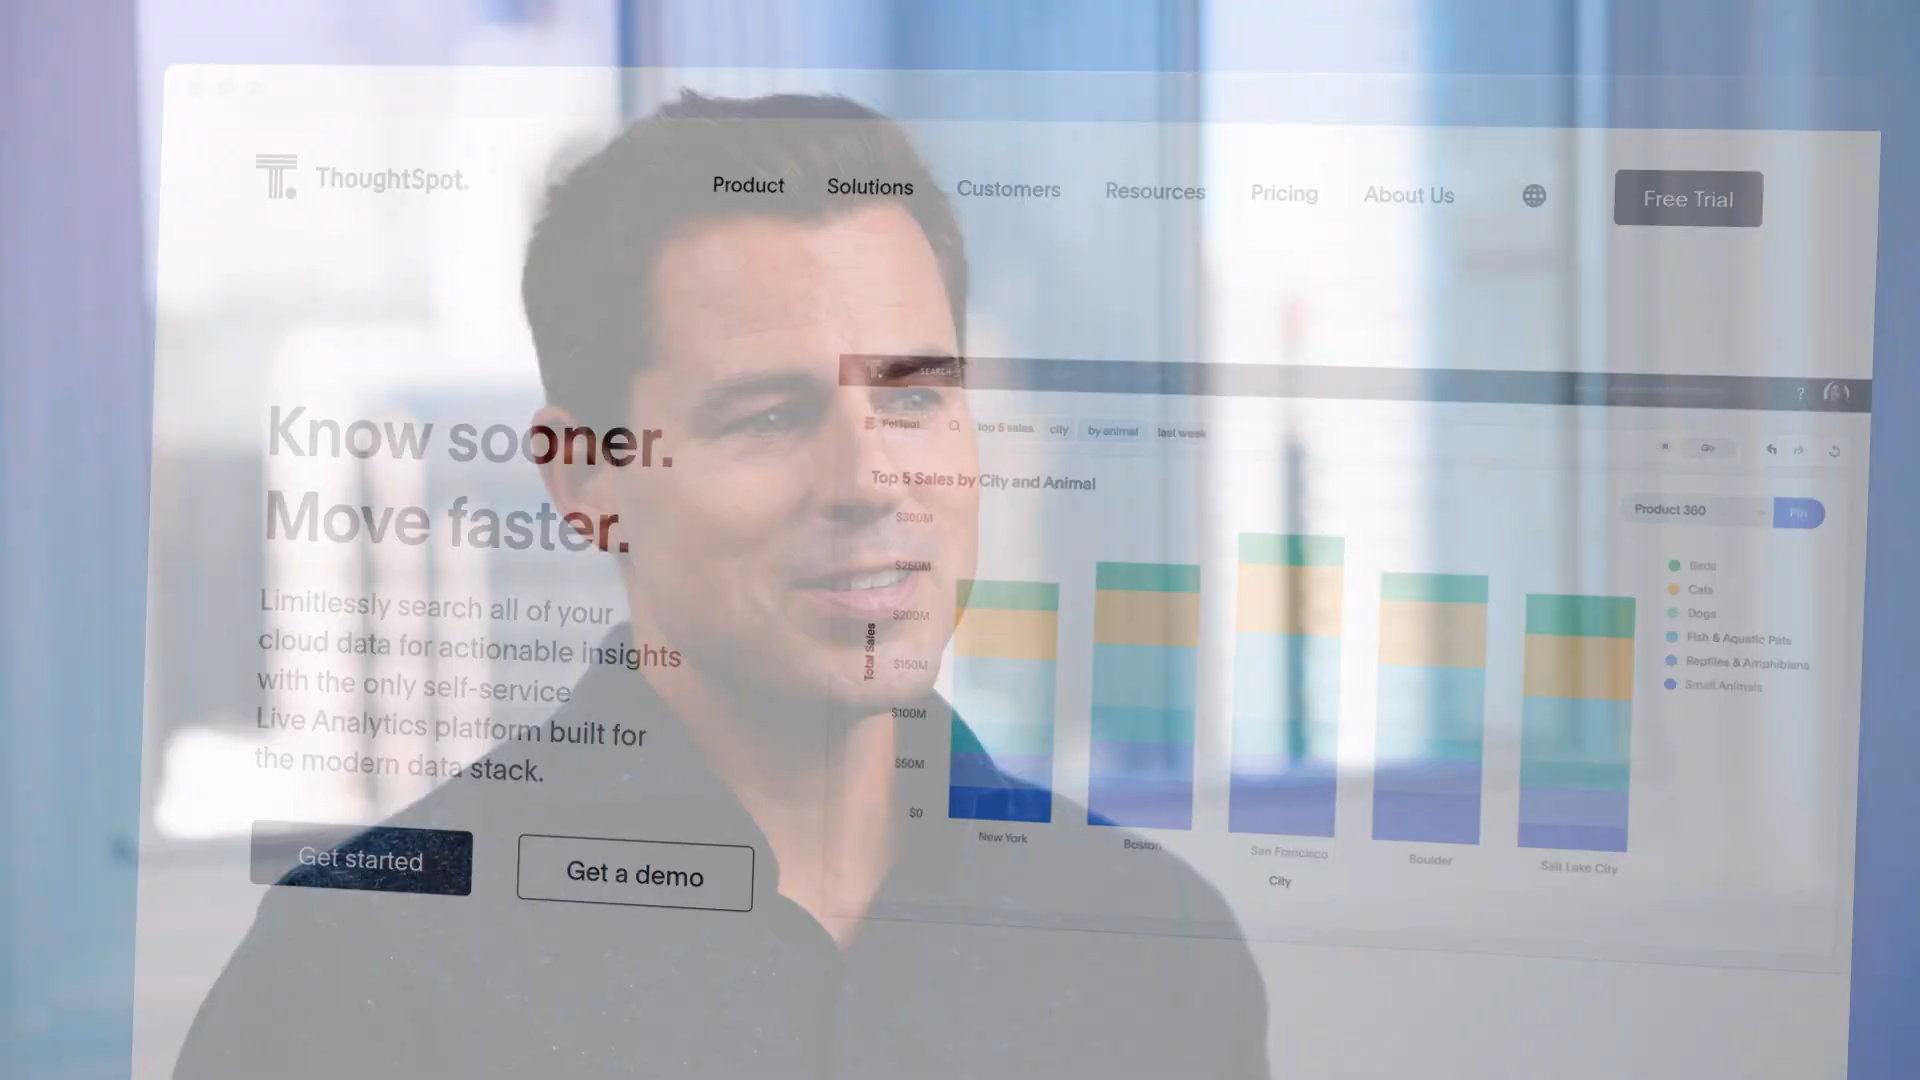 ThoughtSpot.
Product Solutions Customers Resources Pricing About Us Free Trial
Know sooner.
Move faster.
Limitlessly search all of your
cloud data for actionable insights
with the only self-service
Live Analytics platform built for
the modern data stack.
Get started Get a demo
SEARCH ?
PetSpot top 5 sales city by animal last week Go
Top 5 Sales by City and Animal
Product 360 Pin
$300M
$250M
$200M
$150M
$100M
$50M
$0
Total Sales
New York Boston San Francisco Boulder Salt Lake City
City
Birds
Cats
Dogs
Fish & Aquatic Pets
Reptiles & Amphibians
Small Animals